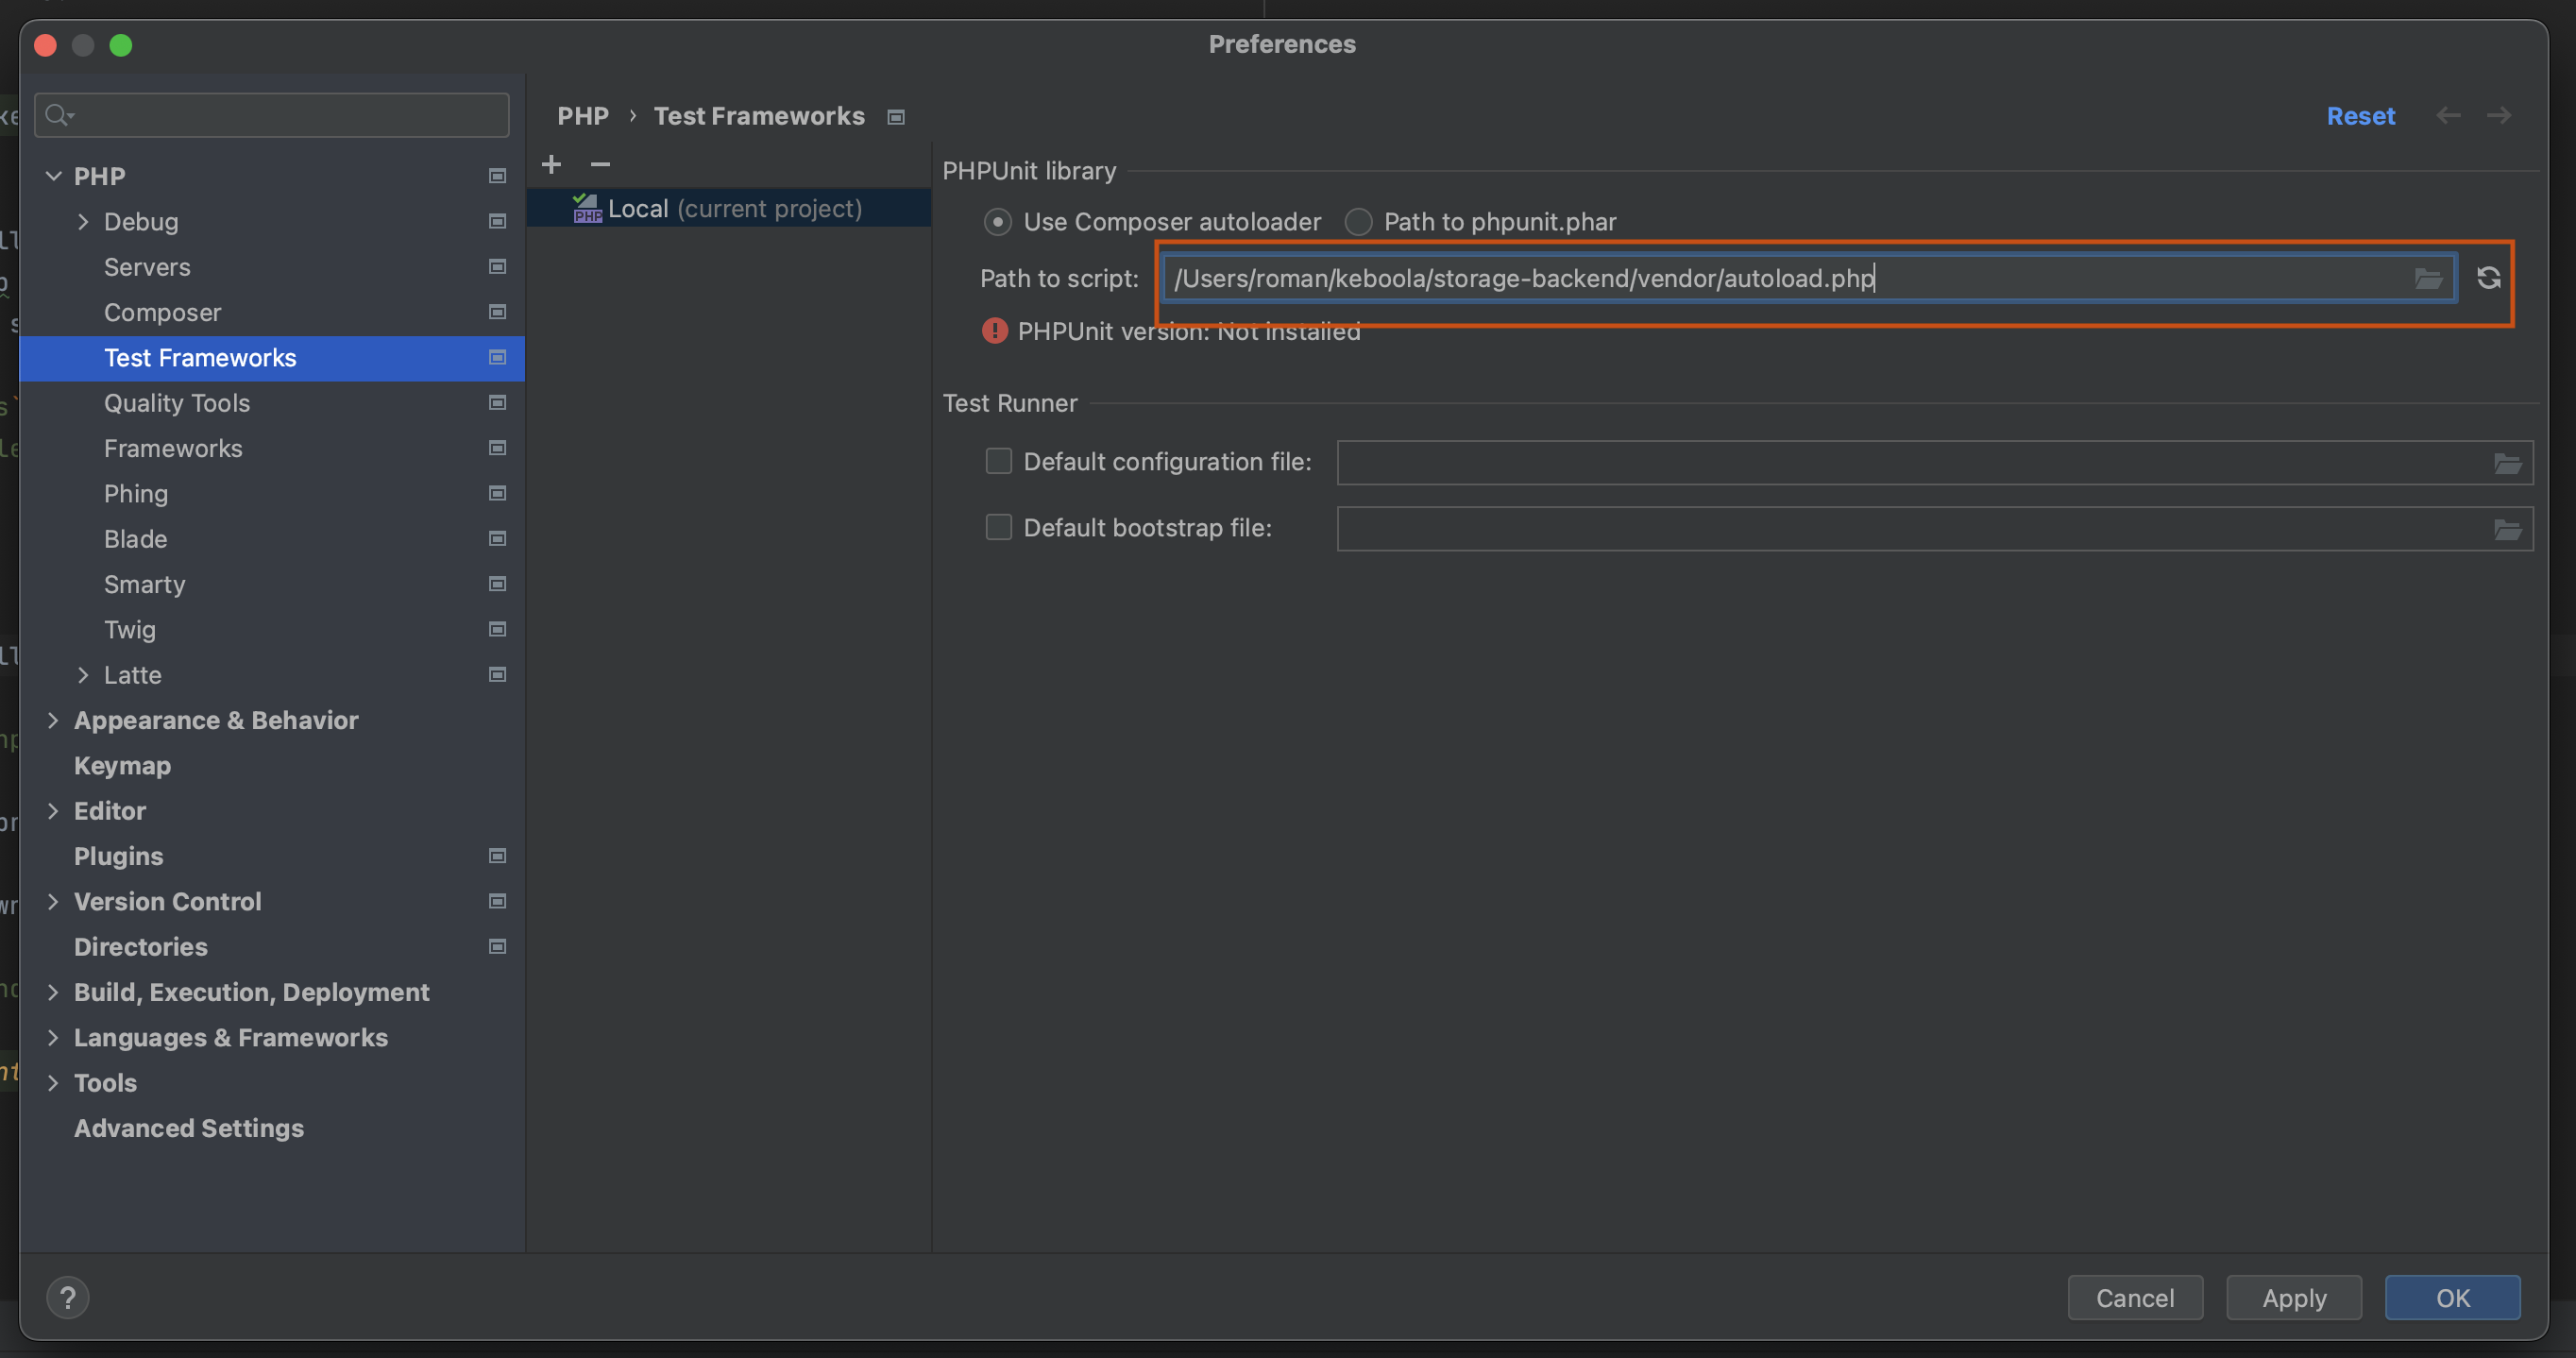 Preferences
PHP › Test Frameworks
Reset
PHP
Debug
Servers
Composer
Test Frameworks
Quality Tools
Frameworks
Phing
Blade
Smarty
Twig
Latte
Appearance & Behavior
Keymap
Editor
Plugins
Version Control
Directories
Build, Execution, Deployment
Languages & Frameworks
Tools
Advanced Settings
PHP Local (current project)
PHPUnit library
Use Composer autoloader Path to phpunit.phar
Path to script: /Users/roman/keboola/storage-backend/vendor/autoload.php
PHPUnit version: Not installed
Test Runner
Default configuration file:
Default bootstrap file:
?
Cancel Apply OK